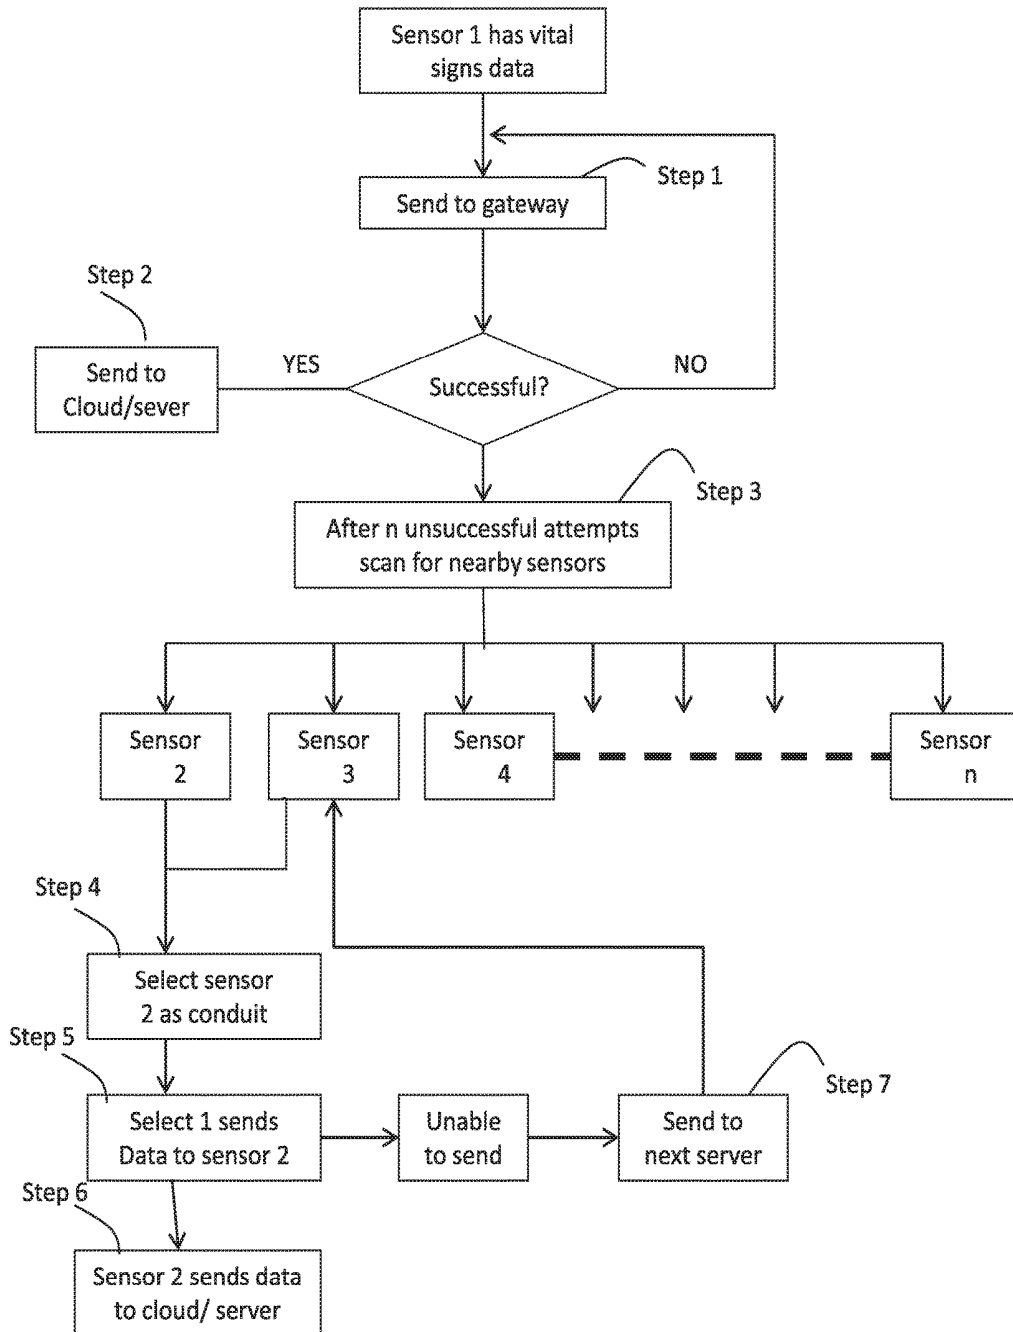 Sensor 1 has vital
signs data
Step 1
Send to gateway
Step 2
Send to
Cloud/sever
YES
Successful?
NO
Step 3
After n unsuccessful attempts
scan for nearby sensors
Sensor
2
Sensor
3
Sensor
4
Sensor
n
Step 4
Select sensor
2 as conduit
Step 5
Select 1 sends
Data to sensor 2
Unable
to send
Send to
next server
Step 7
Step 6
Sensor 2 sends data
to cloud/ server